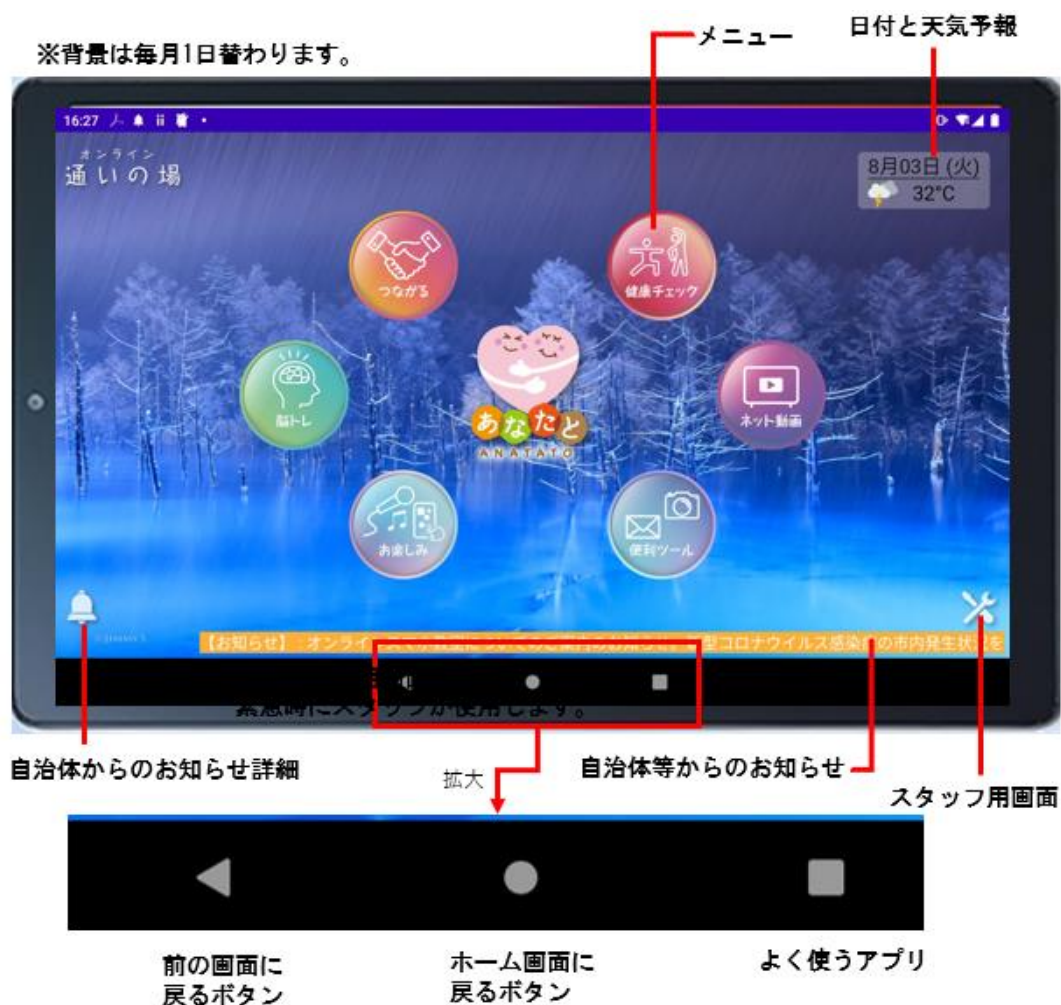 ※背景は毎月1日替わります。
メニュー
日付と天気予報
16:27
オンライン
通いの場
8月03日 (火)
32°C
つながる
健康チェック
脳トレ
あなたと
ANATATO
ネット動画
お楽しみ
便利ツール
【お知らせ】：オンライン
型コロナウイルス感染症の市内発生状況を
緊急時にスタッフが使用します。
自治体からのお知らせ詳細
拡大
自治体等からのお知らせ
スタッフ用画面
前の画面に
戻るボタン
ホーム画面に
戻るボタン
よく使うアプリ